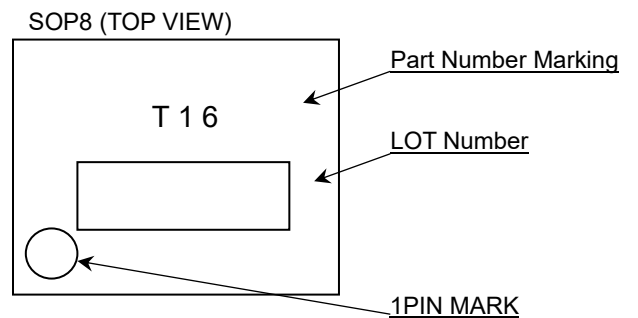 SOP8 (TOP VIEW)
Part Number Marking
T 1 6
LOT Number
1PIN MARK